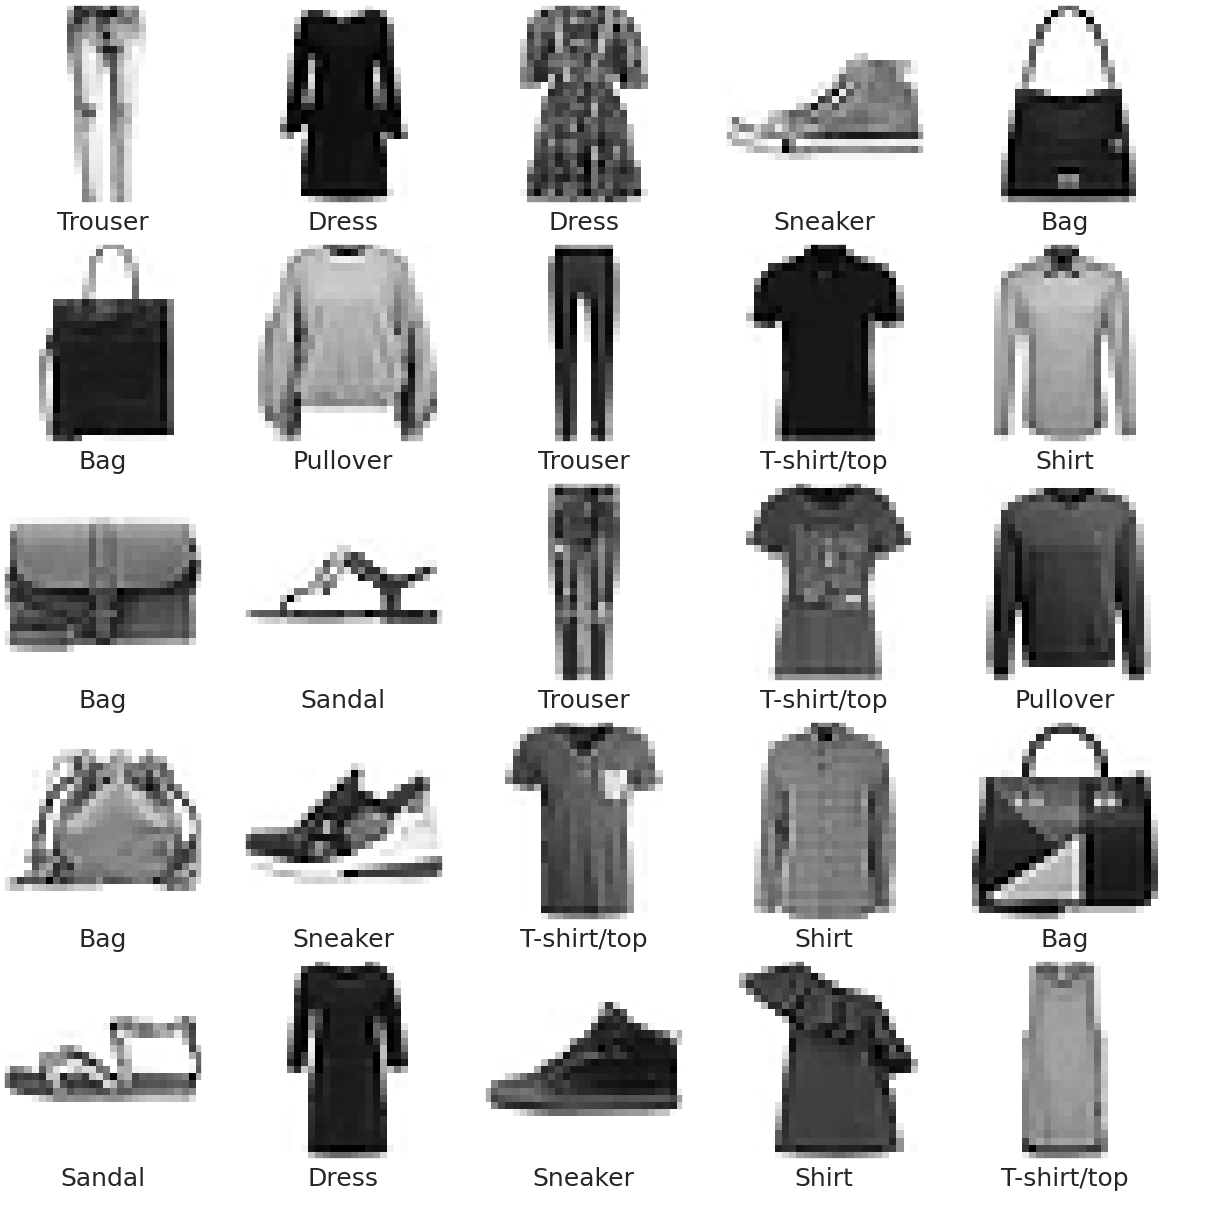 Trouser Dress Dress Sneaker Bag
Bag Pullover Trouser T-shirt/top Shirt
Bag Sandal Trouser T-shirt/top Pullover
Bag Sneaker T-shirt/top Shirt Bag
Sandal Dress Sneaker Shirt T-shirt/top